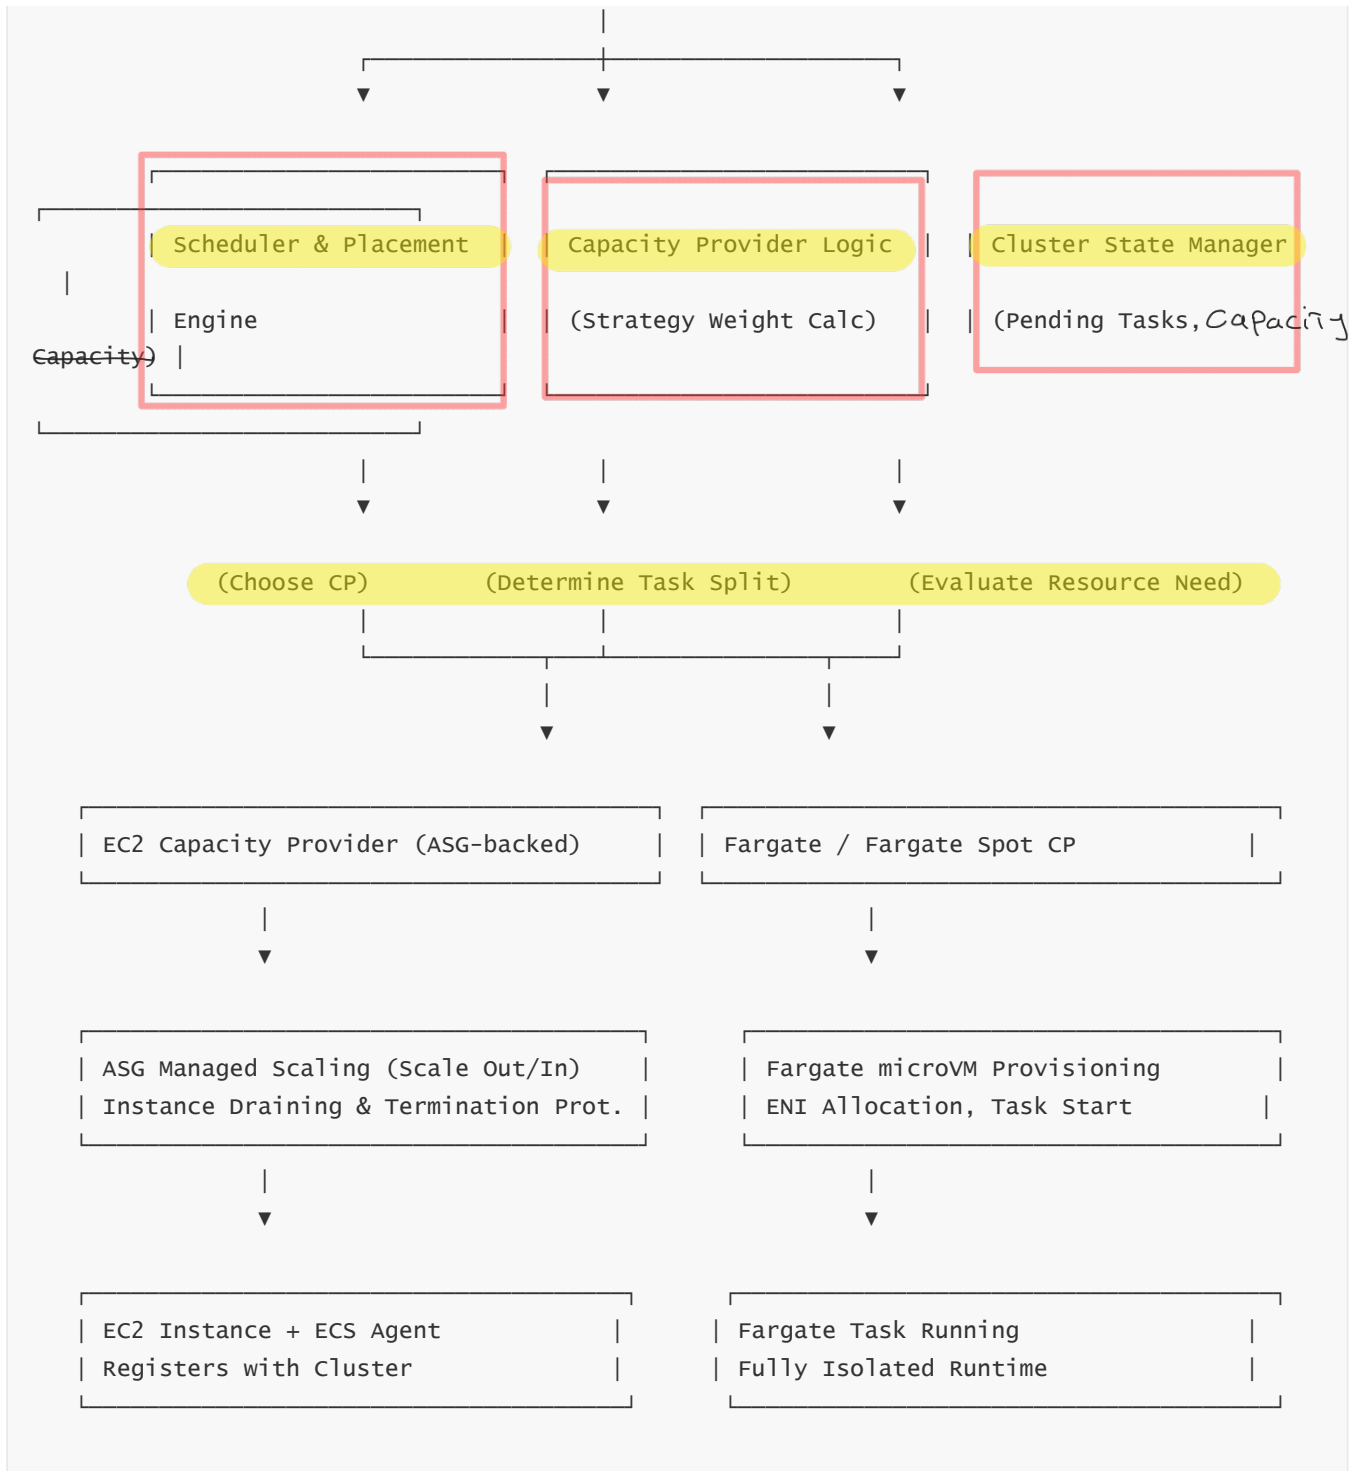 Scheduler & Placement Capacity Provider Logic Cluster State Manager
Engine (Strategy Weight Calc) (Pending Tasks, Capacity
Capacity)
(Choose CP) (Determine Task Split) (Evaluate Resource Need)
EC2 Capacity Provider (ASG-backed) Fargate / Fargate Spot CP
ASG Managed Scaling (Scale Out/In) Fargate microVM Provisioning
Instance Draining & Termination Prot. ENI Allocation, Task Start
EC2 Instance + ECS Agent Fargate Task Running
Registers with Cluster Fully Isolated Runtime